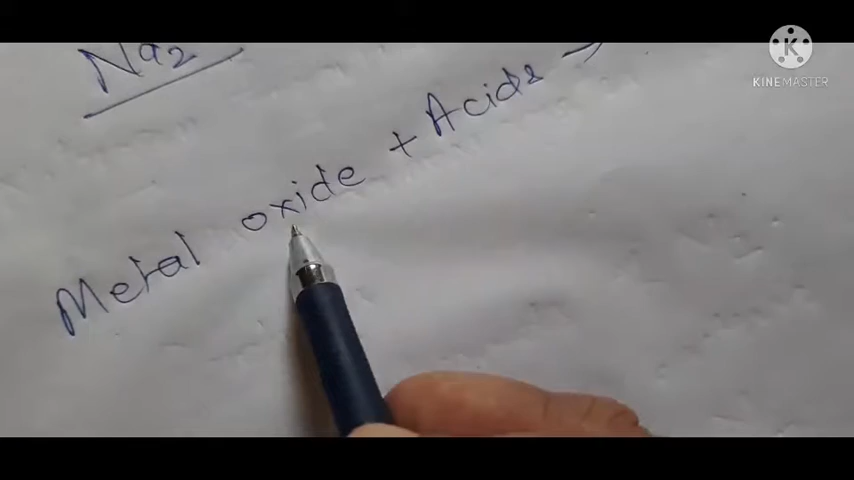 Na2
Metal oxide + Acids →
KINEMASTER